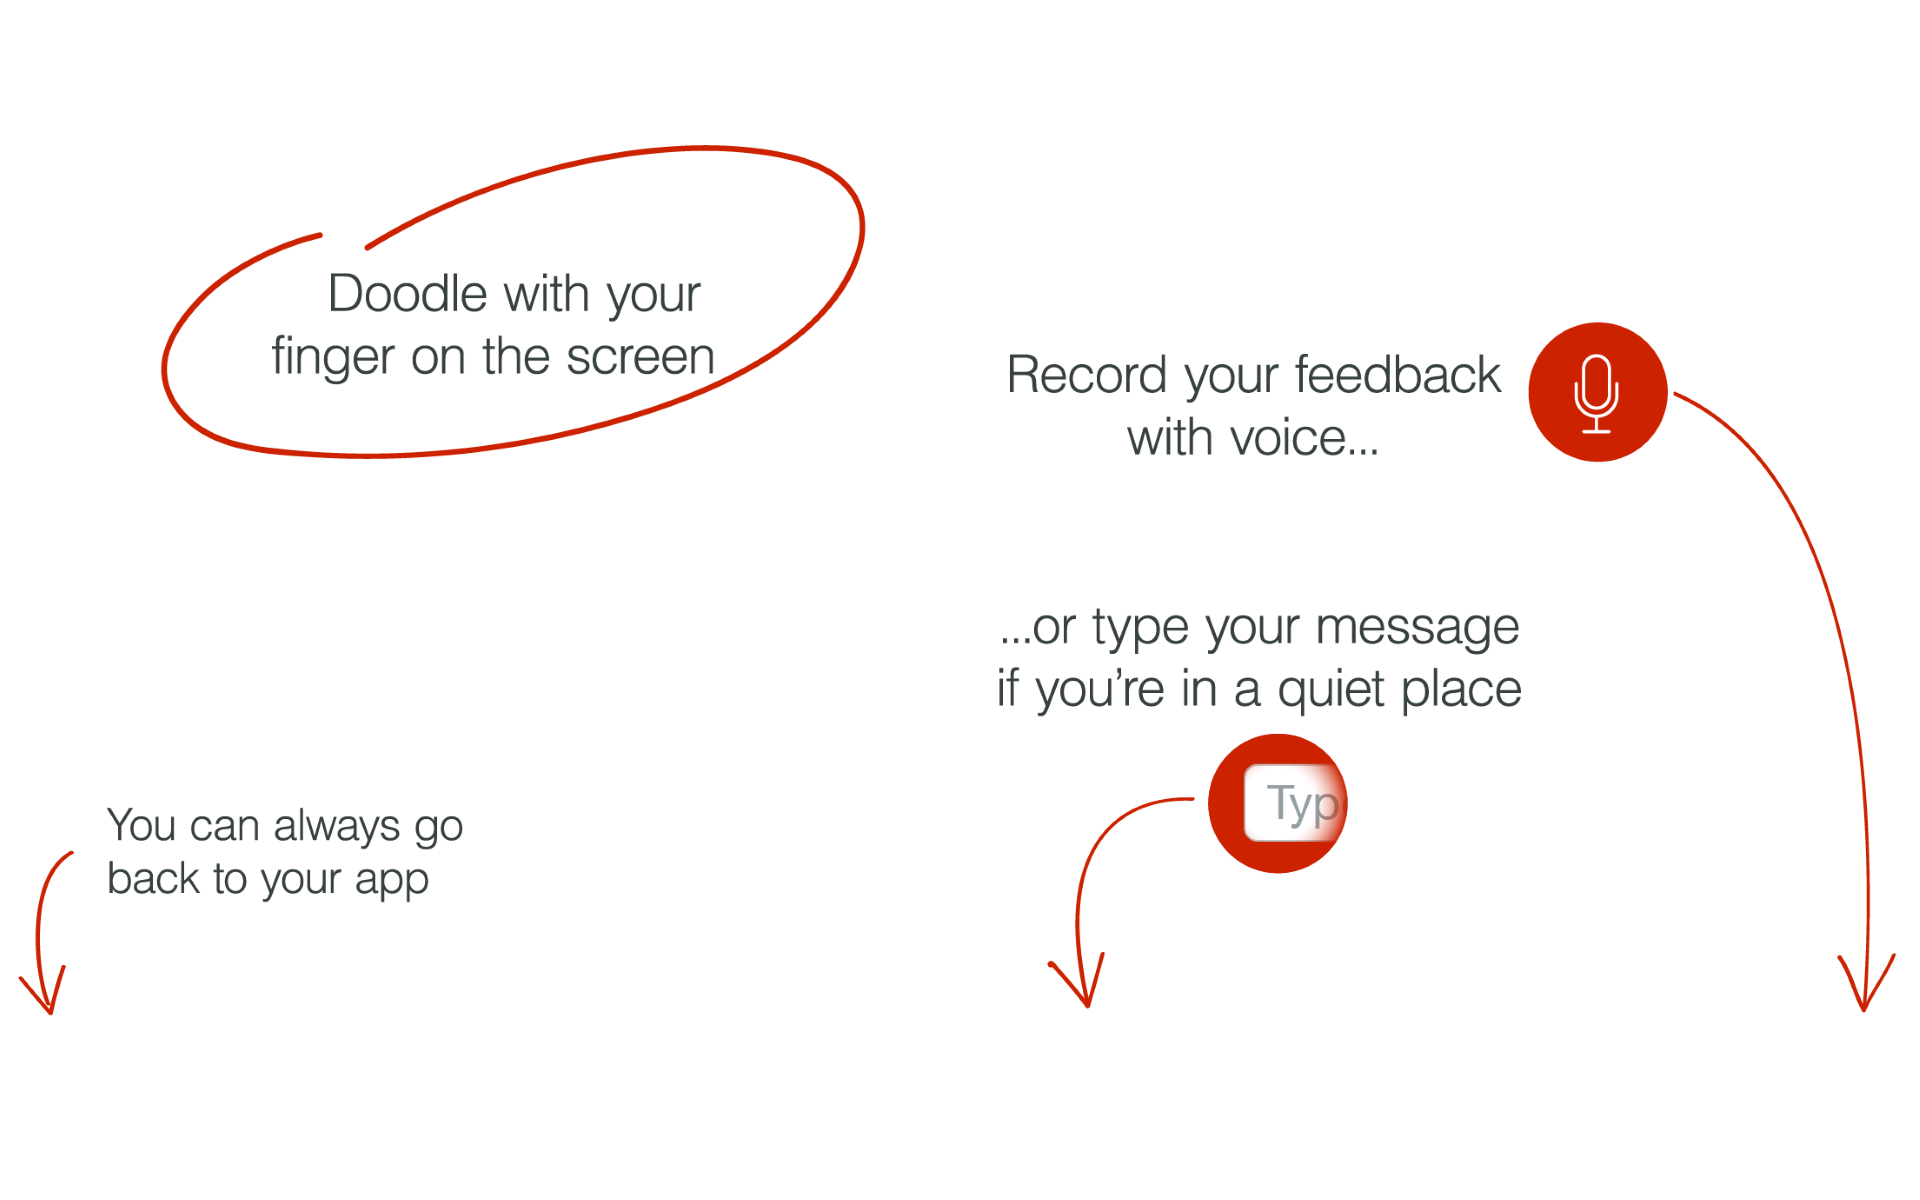 Doodle with your
finger on the screen
Record your feedback
with voice...
...or type your message
if you’re in a quiet place
Typ
You can always go
back to your app